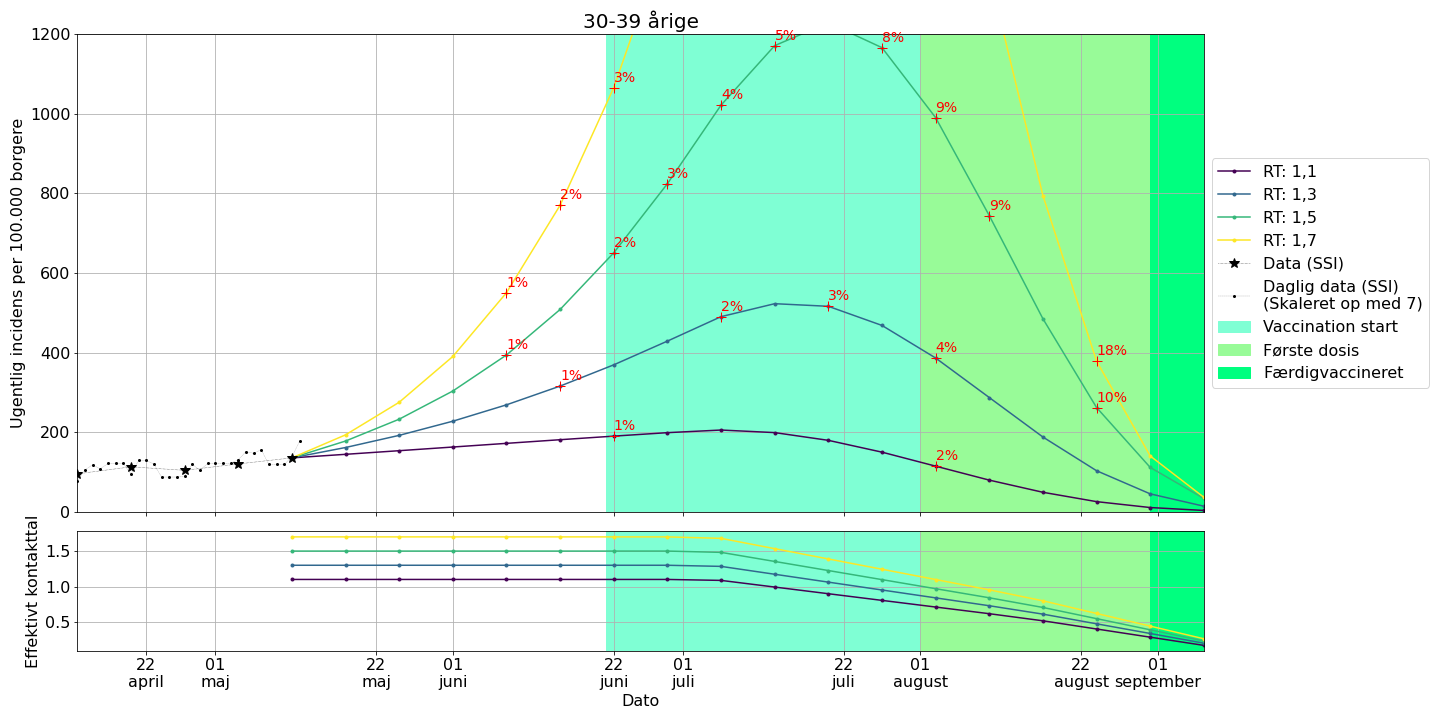 30-39 årige
Ugentlig incidens per 100.000 borgere
1200
1000
800
600
400
200
0
5%
8%
3%
4%
9%
3%
2%
9%
2%
1%
2%
3%
1%
4%
18%
1%
10%
1%
2%
RT: 1,1
RT: 1,3
RT: 1,5
RT: 1,7
Data (SSI)
Daglig data (SSI)
(Skaleret op med 7)
Vaccination start
Første dosis
Færdigvaccineret
Effektivt kontakttal
1.5
1.0
0.5
22 01 22 01 22 01 22 01 22 01
april maj maj juni juni juli juli august august september
Dato